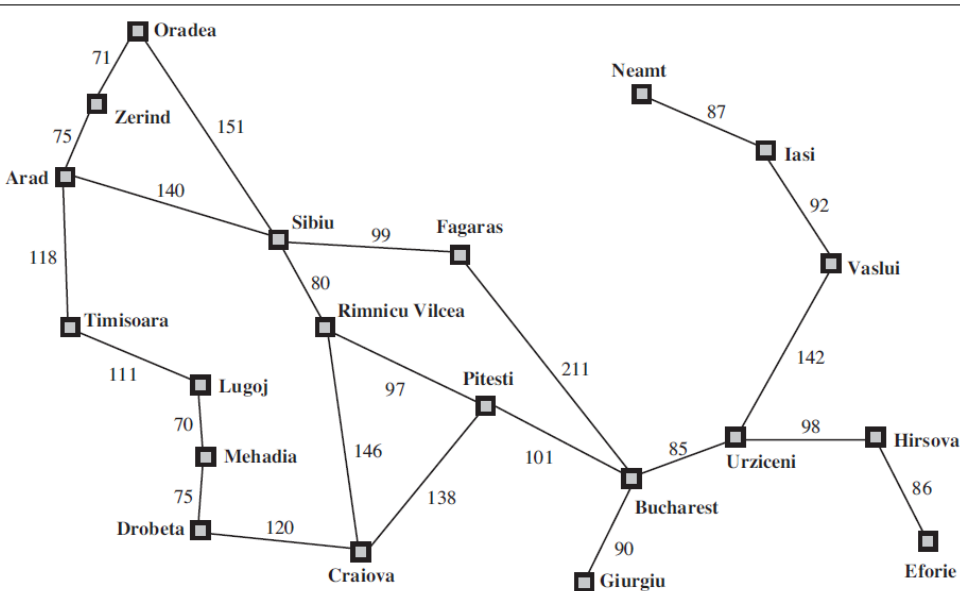 Oradea
71
Neamt
Zerind
87
151
75
Iasi
Arad
140
92
Sibiu
Fagaras
99
118
Vaslui
80
Timisoara
Rimnicu Vilcea
142
111
Lugoj
97
Pitesti
211
70
98
Hirsova
Mehadia
146
101
85
Urziceni
86
75
138
Bucharest
Drobeta
120
90
Craiova
Giurgiu
Eforie